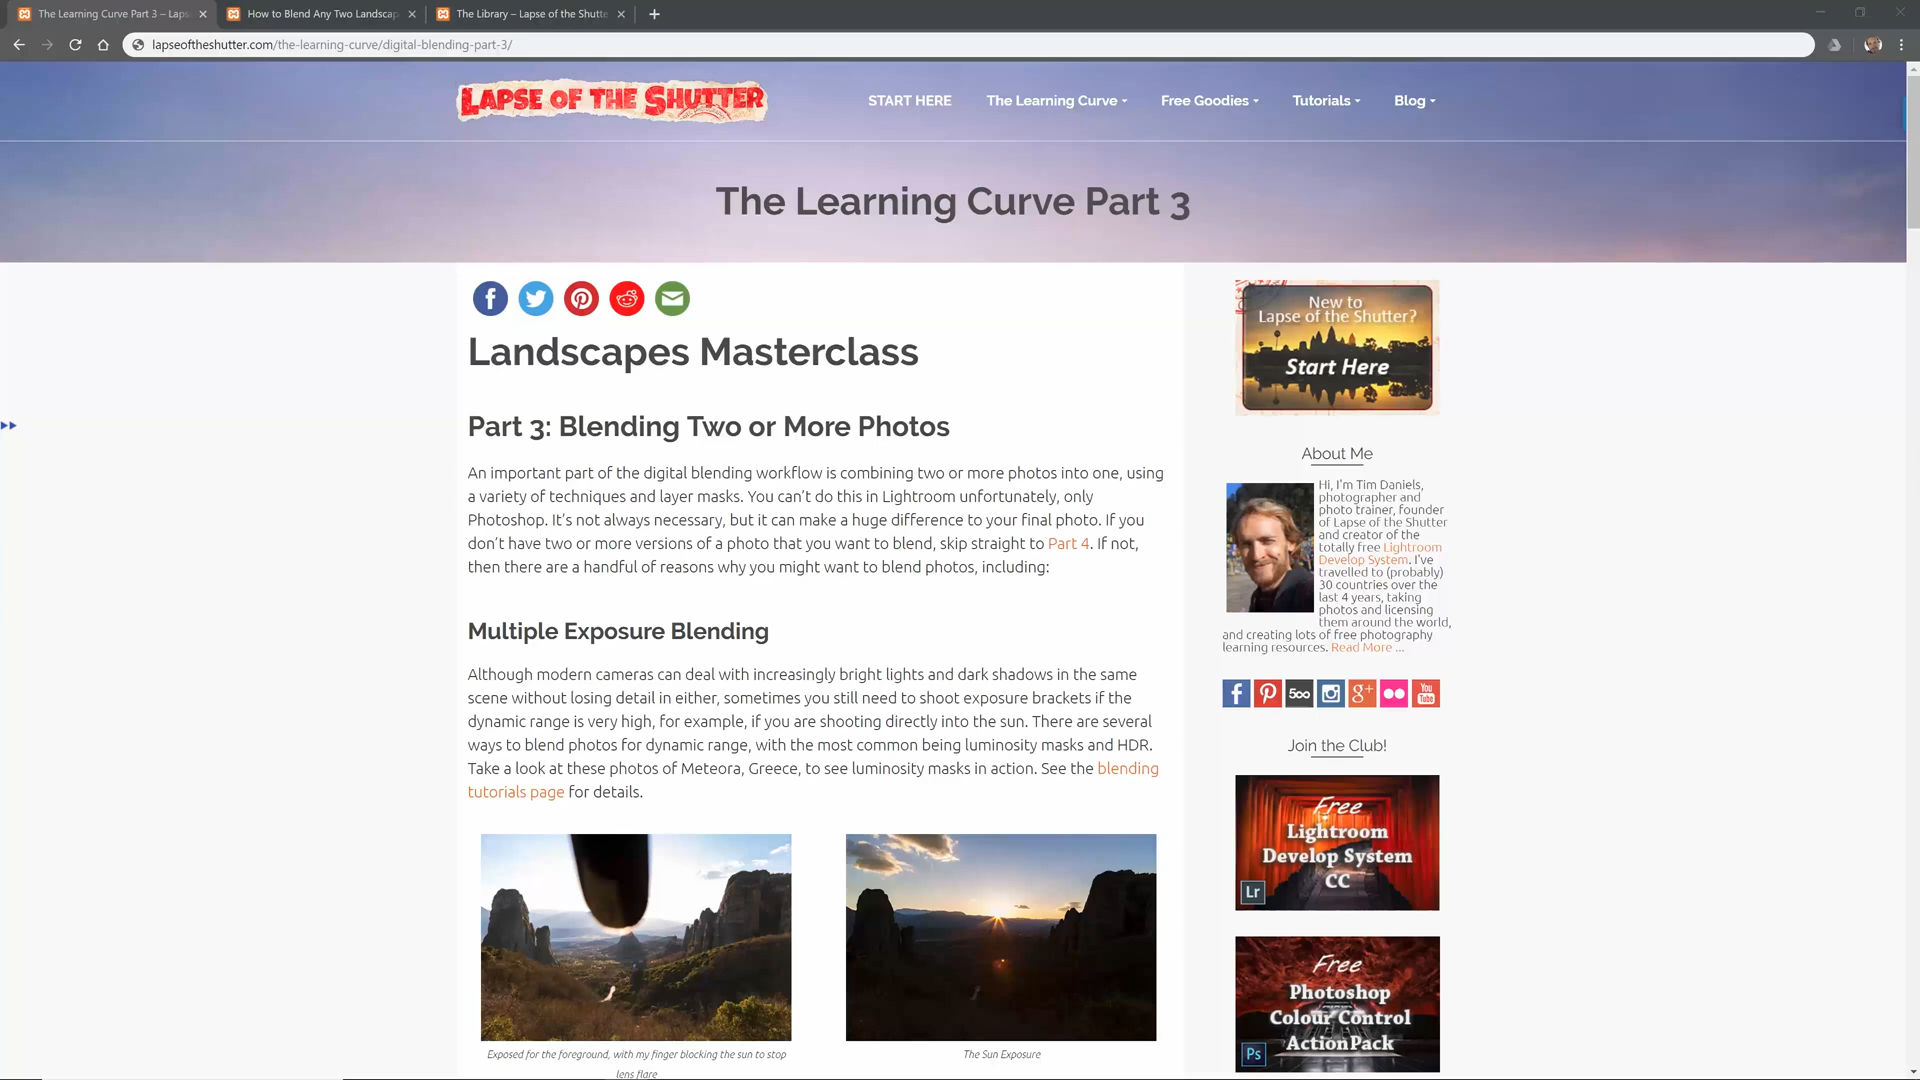 The Learning Curve Part 3 – Laps
How to Blend Any Two Landscap
The Library – Lapse of the Shutte
lapseoftheshutter.com/the-learning-curve/digital-blending-part-3/
LAPSE OF THE SHUTTER
START HERE
The Learning Curve
Free Goodies
Tutorials
Blog
The Learning Curve Part 3
Landscapes Masterclass
Part 3: Blending Two or More Photos
An important part of the digital blending workflow is combining two or more photos into one, using
a variety of techniques and layer masks. You can't do this in Lightroom unfortunately, only
Photoshop. It's not always necessary, but it can make a huge difference to your final photo. If you
don't have two or more versions of a photo that you want to blend, skip straight to Part 4. If not,
then there are a handful of reasons why you might want to blend photos, including:
Multiple Exposure Blending
Although modern cameras can deal with increasingly bright lights and dark shadows in the same
scene without losing detail in either, sometimes you still need to shoot exposure brackets if the
dynamic range is very high, for example, if you are shooting directly into the sun. There are several
ways to blend photos for dynamic range, with the most common being luminosity masks and HDR.
Take a look at these photos of Meteora, Greece, to see luminosity masks in action. See the blending
tutorials page for details.
Exposed for the foreground, with my finger blocking the sun to stop
lens flare
The Sun Exposure
New to
Lapse of the Shutter?
Start Here
About Me
Hi, I'm Tim Daniels,
photographer and
photo trainer, founder
of Lapse of the Shutter
and creator of the
totally free Lightroom
Develop System. I've
travelled to (probably)
30 countries over the
last 4 years, taking
photos and licensing
them around the world,
and creating lots of free photography
learning resources. Read More ...
500
g+
You
Tube
Join the Club!
Free
Lightroom
Develop System
CC
Lr
Free
Photoshop
Colour Control
ActionPack
Ps